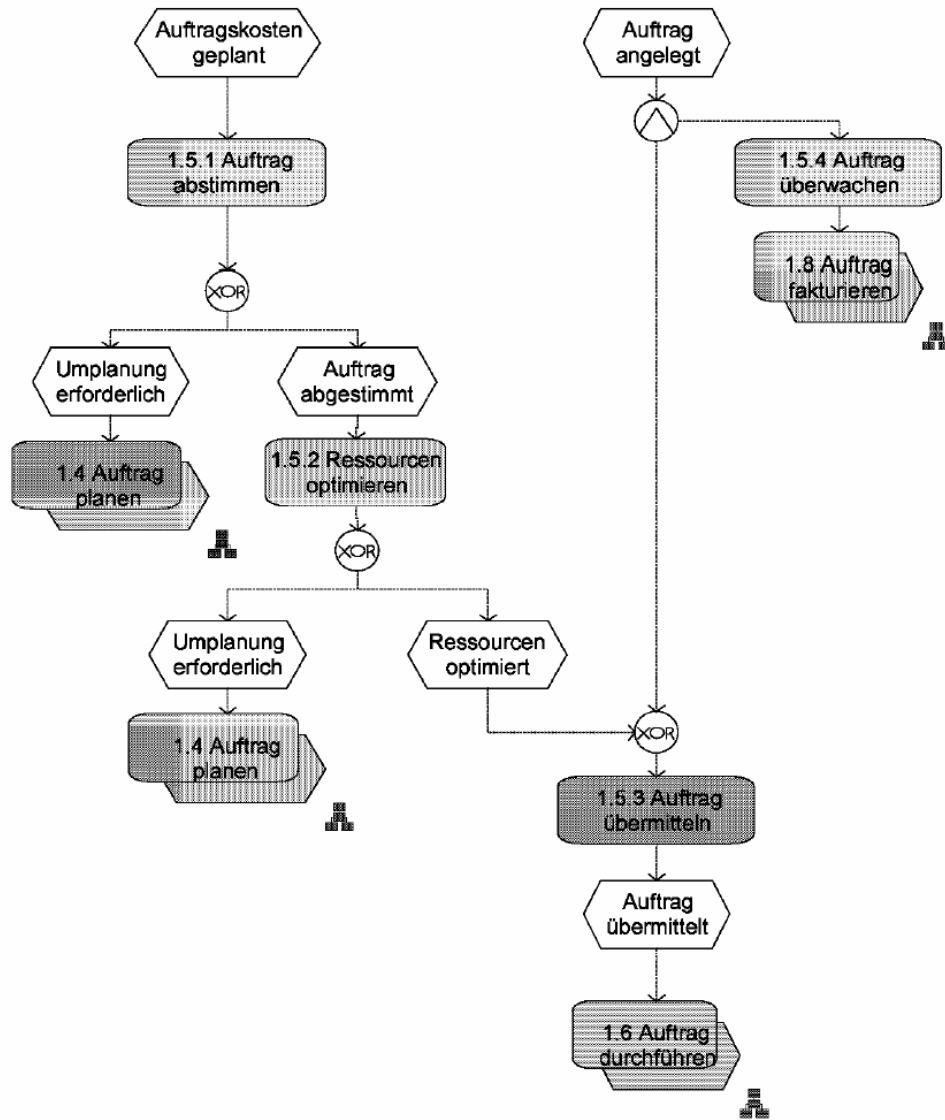 Auftragskosten
geplant
Auftrag
angelegt
1.5.1 Auftrag
abstimmen
1.5.4 Auftrag
überwachen
XOR
1.8 Auftrag
fakturieren
Umplanung
erforderlich
Auftrag
abgestimmt
1.4 Auftrag
planen
1.5.2 Ressourcen
optimieren
XOR
Umplanung
erforderlich
Ressourcen
optimiert
1.4 Auftrag
planen
XOR
1.5.3 Auftrag
übermitteln
Auftrag
übermittelt
1.6 Auftrag
durchführen